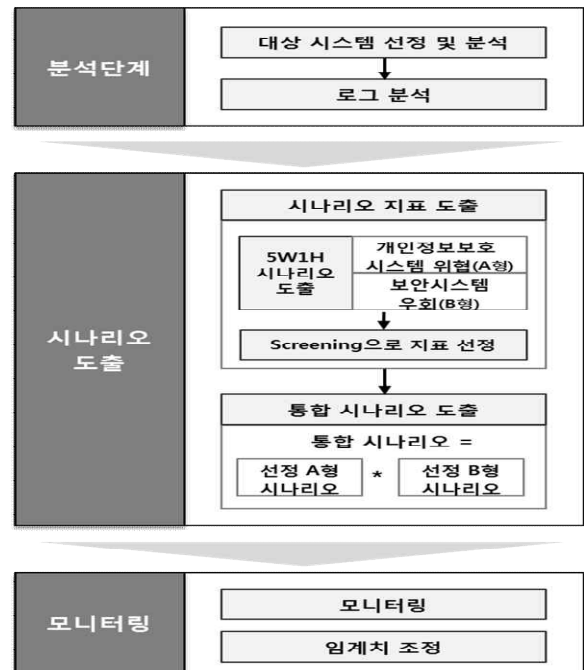 분석단계
대상 시스템 선정 및 분석
로그 분석
시나리오
도출
시나리오 지표 도출
5W1H
시나리오
도출
개인정보보호
시스템 위협(A형)
보안시스템
우회(B형)
Screening으로 지표 선정
통합 시나리오 도출
통합 시나리오 =
선정 A형
시나리오
*
선정 B형
시나리오
모니터링
모니터링
임계치 조정